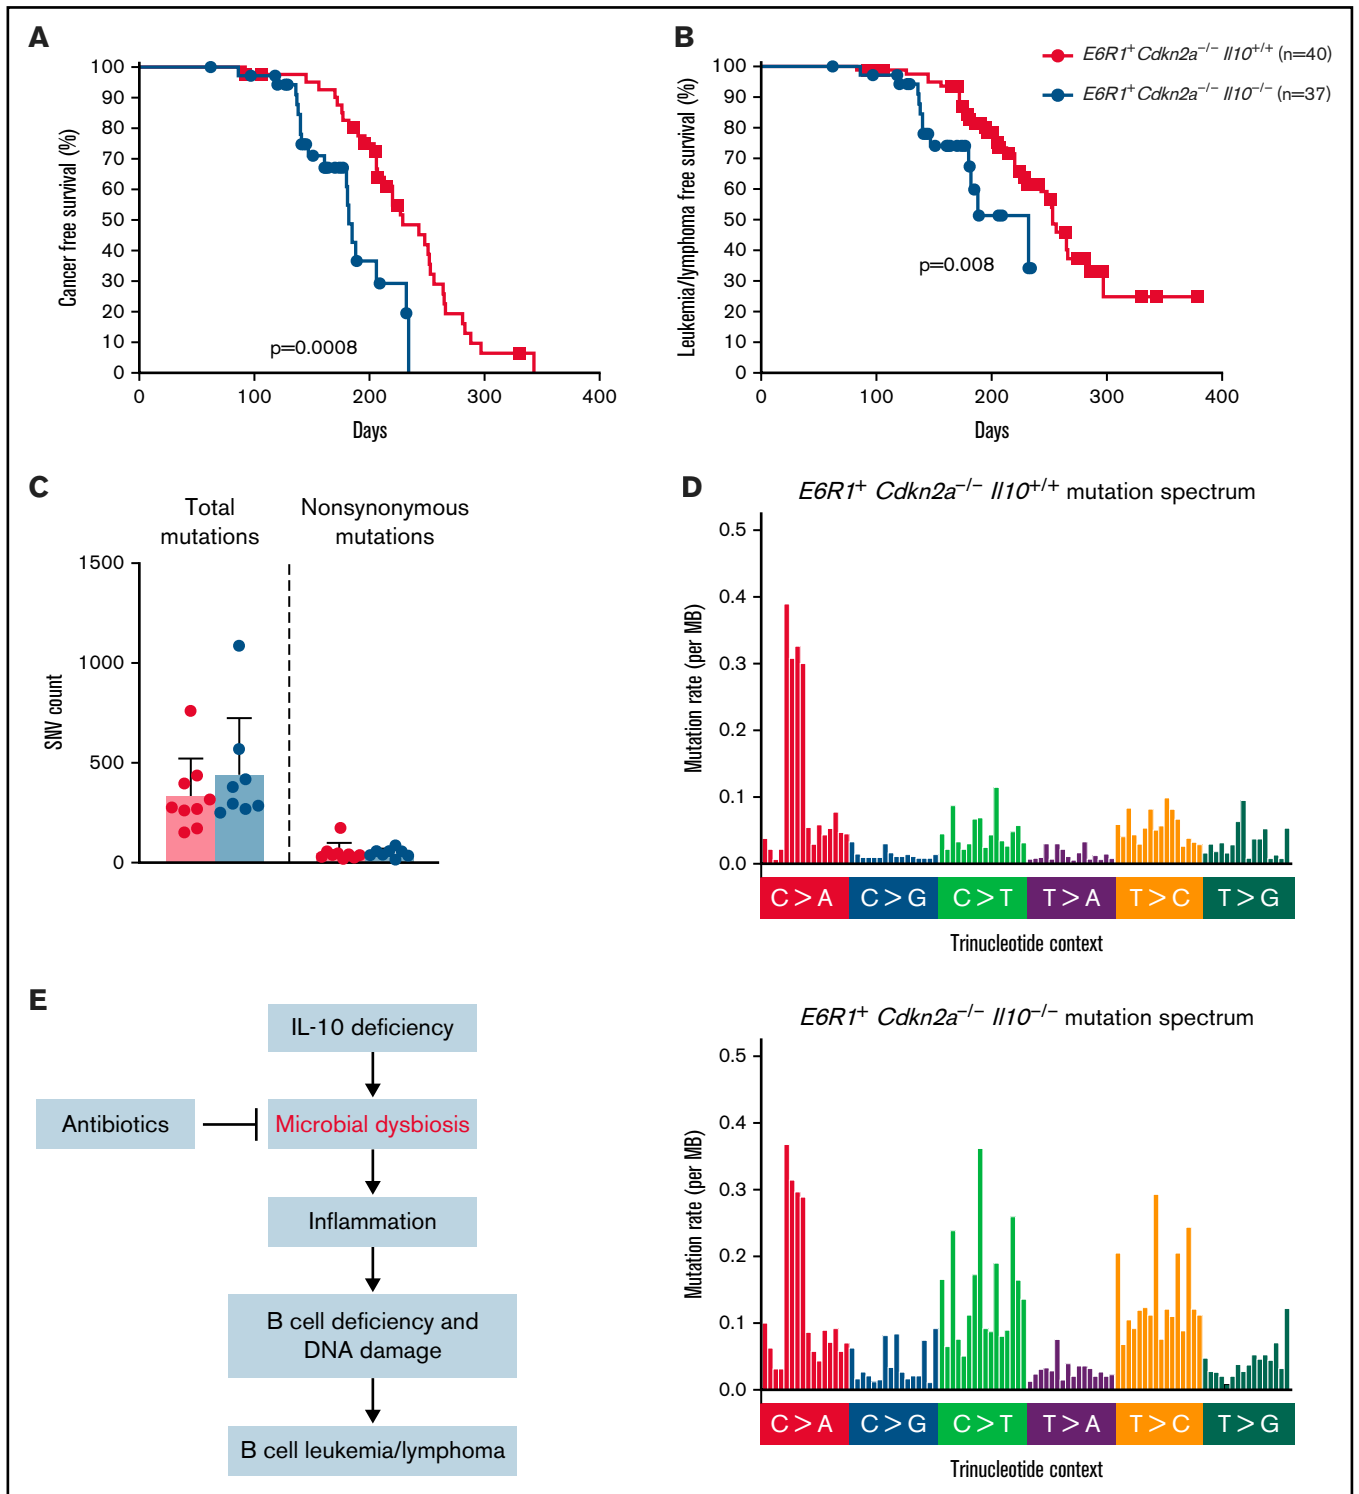 A
Cancer free survival (%)
100
90
80
70
60
50
40
30
20
10
0
p=0.0008
0 100 200 300 400
Days
B
E6R1⁺ Cdkn2a⁻/⁻ Il10⁺/⁺ (n=40)
E6R1⁺ Cdkn2a⁻/⁻ Il10⁻/⁻ (n=37)
Leukemia/lymphoma free survival (%)
100
90
80
70
60
50
40
30
20
10
0
p=0.008
0 100 200 300 400
Days
C
Total
mutations
Nonsynonymous
mutations
SNV count
1500
1000
500
0
D
E6R1⁺ Cdkn2a⁻/⁻ Il10⁺/⁺ mutation spectrum
Mutation rate (per MB)
0.5
0.4
0.3
0.2
0.1
0.0
C > A C > G C > T T > A T > C T > G
Trinucleotide context
E6R1⁺ Cdkn2a⁻/⁻ Il10⁻/⁻ mutation spectrum
Mutation rate (per MB)
0.5
0.4
0.3
0.2
0.1
0.0
C > A C > G C > T T > A T > C T > G
Trinucleotide context
E
IL-10 deficiency
Antibiotics
Microbial dysbiosis
Inflammation
B cell deficiency and
DNA damage
B cell leukemia/lymphoma